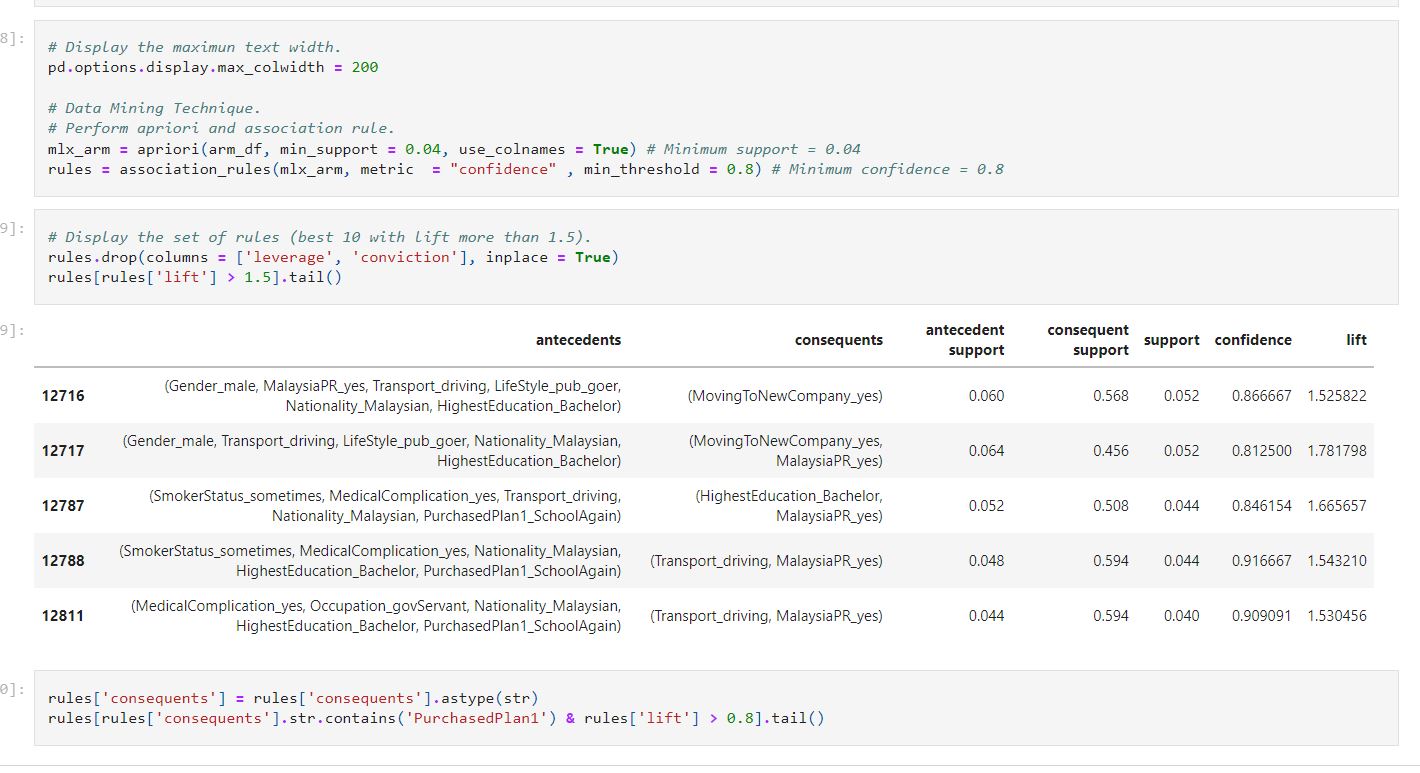 8]:
# Display the maximun text width.
pd.options.display.max_colwidth = 200
# Data Mining Technique.
# Perform apriori and association rule.
mlx_arm = apriori(arm_df, min_support = 0.04, use_colnames = True) # Minimum support = 0.04
rules = association_rules(mlx_arm, metric  = "confidence" , min_threshold = 0.8) # Minimum confidence = 0.8
9]:
# Display the set of rules (best 10 with lift more than 1.5).
rules.drop(columns = ['leverage', 'conviction'], inplace = True)
rules[rules['lift'] > 1.5].tail()
9]:
antecedents consequents antecedent support consequent support support confidence lift
12716 (Gender_male, MalaysiaPR_yes, Transport_driving, LifeStyle_pub_goer, Nationality_Malaysian, HighestEducation_Bachelor) (MovingToNewCompany_yes) 0.060 0.568 0.052 0.866667 1.525822
12717 (Gender_male, Transport_driving, LifeStyle_pub_goer, Nationality_Malaysian, HighestEducation_Bachelor) (MovingToNewCompany_yes, MalaysiaPR_yes) 0.064 0.456 0.052 0.812500 1.781798
12787 (SmokerStatus_sometimes, MedicalComplication_yes, Transport_driving, Nationality_Malaysian, PurchasedPlan1_SchoolAgain) (HighestEducation_Bachelor, MalaysiaPR_yes) 0.052 0.508 0.044 0.846154 1.665657
12788 (SmokerStatus_sometimes, MedicalComplication_yes, Nationality_Malaysian, HighestEducation_Bachelor, PurchasedPlan1_SchoolAgain) (Transport_driving, MalaysiaPR_yes) 0.048 0.594 0.044 0.916667 1.543210
12811 (MedicalComplication_yes, Occupation_govServant, Nationality_Malaysian, HighestEducation_Bachelor, PurchasedPlan1_SchoolAgain) (Transport_driving, MalaysiaPR_yes) 0.044 0.594 0.040 0.909091 1.530456
0]:
rules['consequents'] = rules['consequents'].astype(str)
rules[rules['consequents'].str.contains('PurchasedPlan1') & rules['lift'] > 0.8].tail()